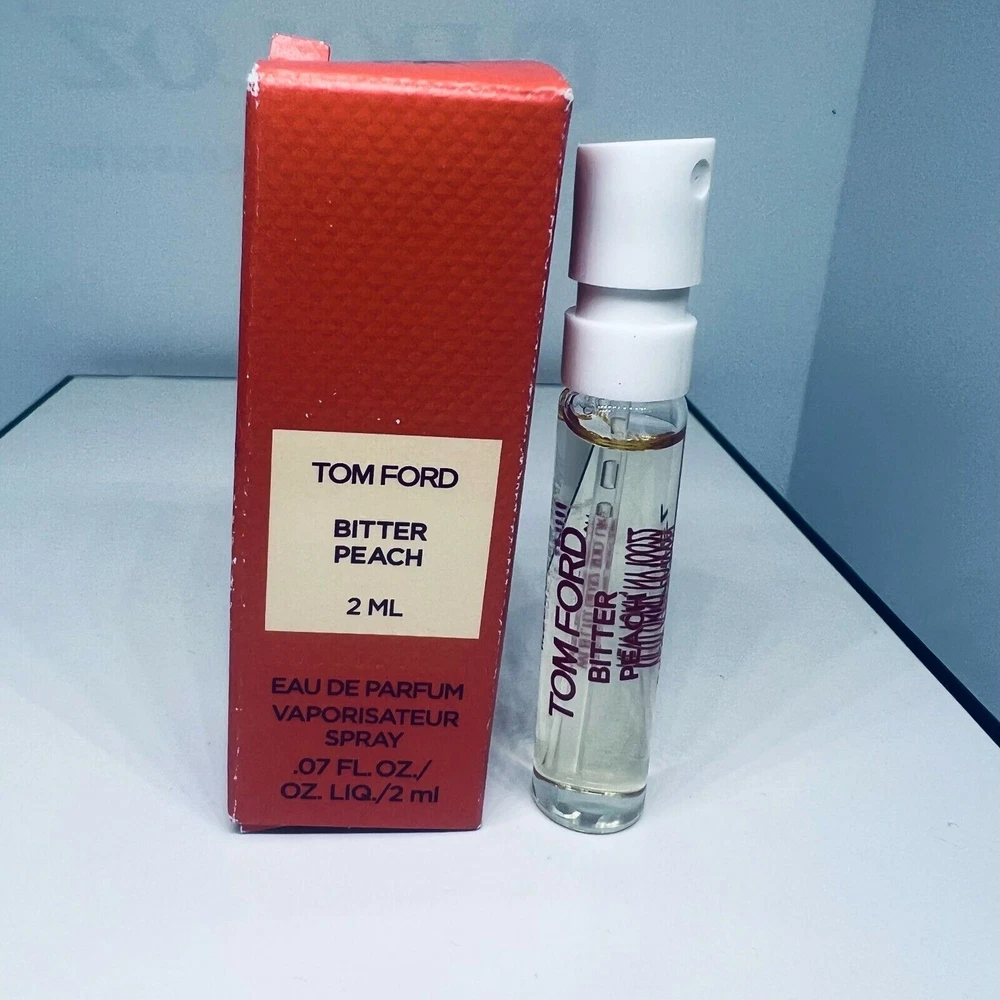 TOM FORD
BITTER
PEACH
2 ML
EAU DE PARFUM
VAPORISATEUR
SPRAY
.07 FL. OZ./
OZ. LIQ./2 ml
TOM FORD
BITTER
PEACH